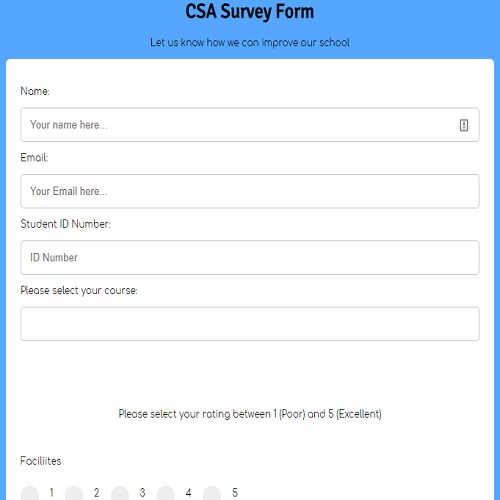 CSA Survey Form
Let us know how we can improve our school
Name:
Your name here...
Email:
Your Email here...
Student ID Number:
ID Number
Please select your course:
Please select your rating between 1 (Poor) and 5 (Excellent)
Faciliites
1 2 3 4 5